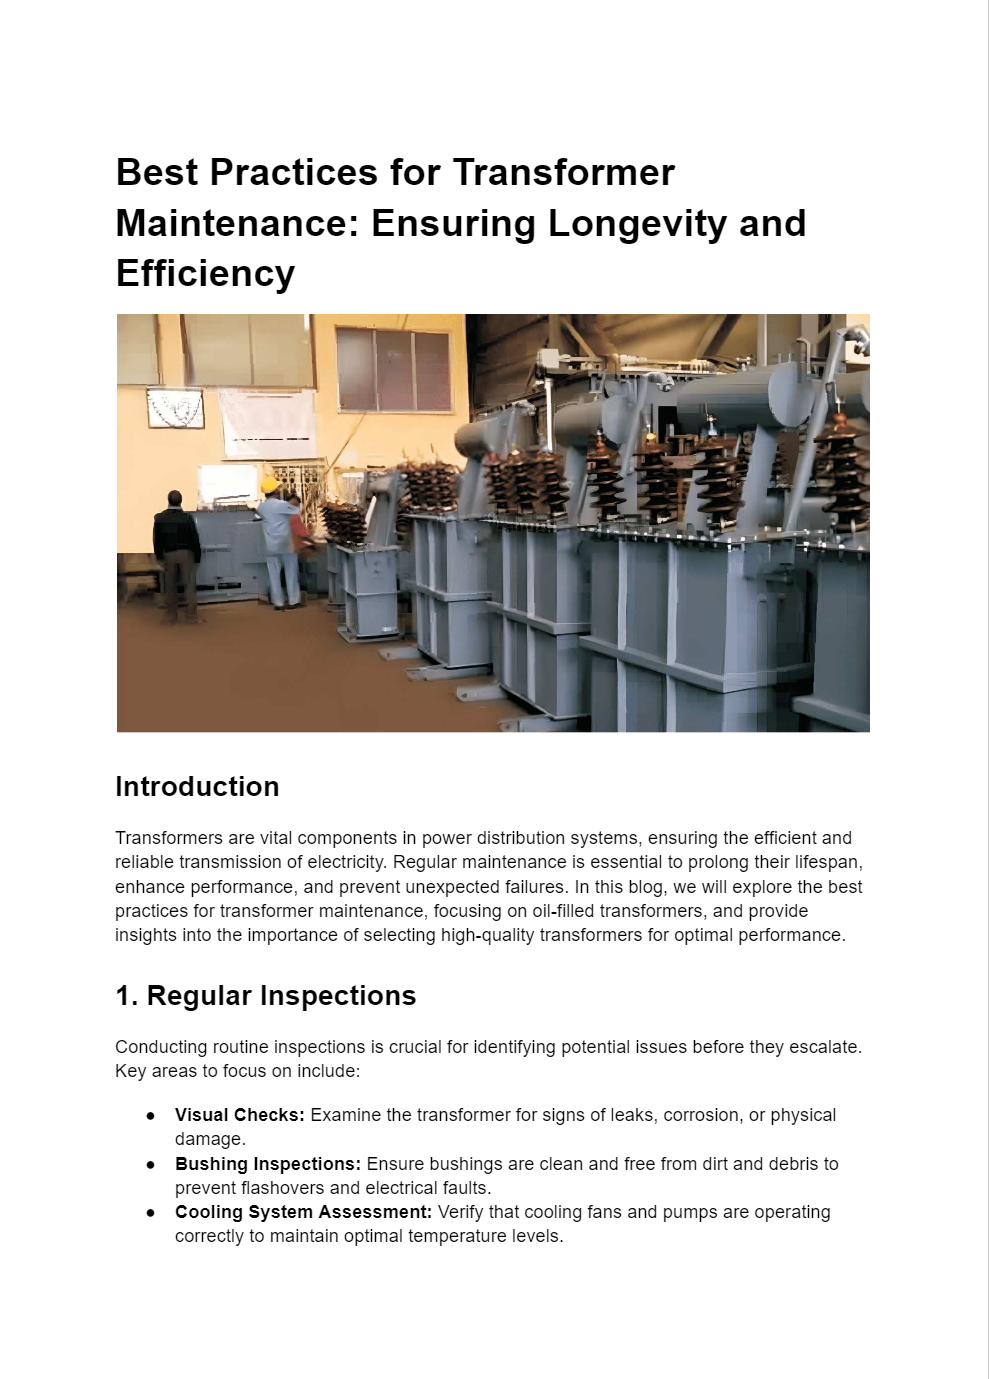 Best Practices for Transformer
Maintenance: Ensuring Longevity and
Efficiency
Introduction
Transformers are vital components in power distribution systems, ensuring the efficient and
reliable transmission of electricity. Regular maintenance is essential to prolong their lifespan,
enhance performance, and prevent unexpected failures. In this blog, we will explore the best
practices for transformer maintenance, focusing on oil-filled transformers, and provide
insights into the importance of selecting high-quality transformers for optimal performance.
1. Regular Inspections
Conducting routine inspections is crucial for identifying potential issues before they escalate.
Key areas to focus on include:
● Visual Checks: Examine the transformer for signs of leaks, corrosion, or physical
damage.
● Bushing Inspections: Ensure bushings are clean and free from dirt and debris to
prevent flashovers and electrical faults.
● Cooling System Assessment: Verify that cooling fans and pumps are operating
correctly to maintain optimal temperature levels.